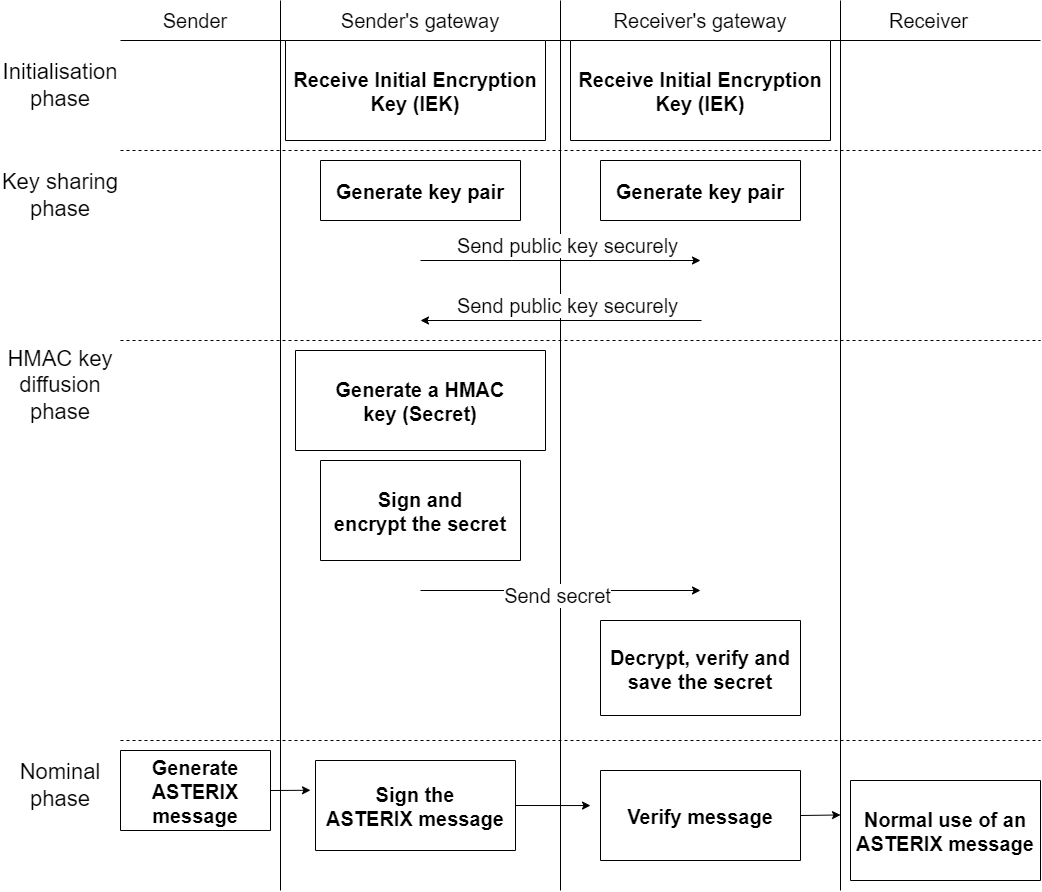 Sender
Sender's gateway
Receiver's gateway
Receiver
Initialisation
phase
Receive Initial Encryption
Key (IEK)
Receive Initial Encryption
Key (IEK)
Key sharing
phase
Generate key pair
Generate key pair
Send public key securely
Send public key securely
HMAC key
diffusion
phase
Generate a HMAC
key (Secret)
Sign and
encrypt the secret
Send secret
Decrypt, verify and
save the secret
Nominal
phase
Generate
ASTERIX
message
Sign the
ASTERIX message
Verify message
Normal use of an
ASTERIX message